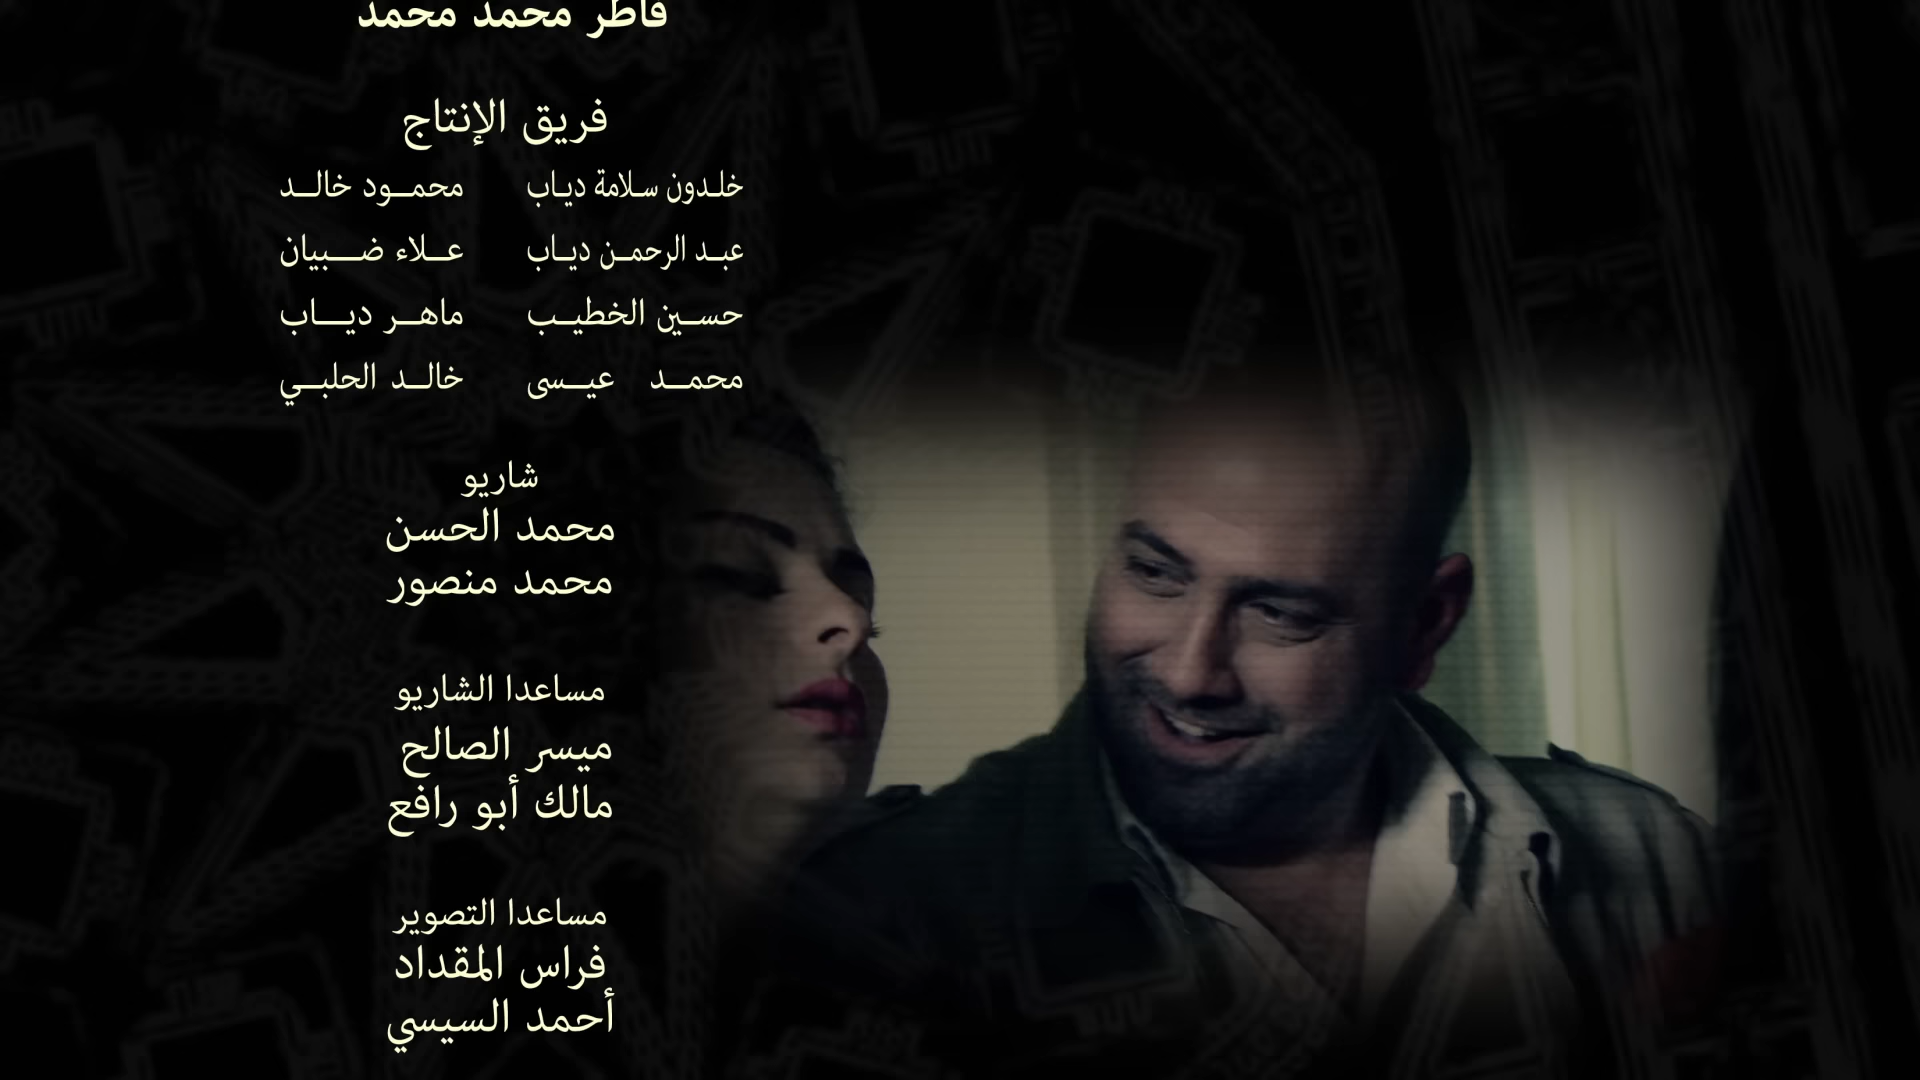 فاطر محمد محمد
فريق الإنتاج
خلدون سلامة دياب محمود خالد
عبد الرحمن دياب علاء ضبيان
حسين الخطيب ماهر دياب
محمد عيسى خالد الحلبي
شاريو
محمد الحسن
محمد منصور
مساعدا الشاريو
ميسر الصالح
مالك أبو رافع
مساعدا التصوير
فراس المقداد
أحمد السيسي